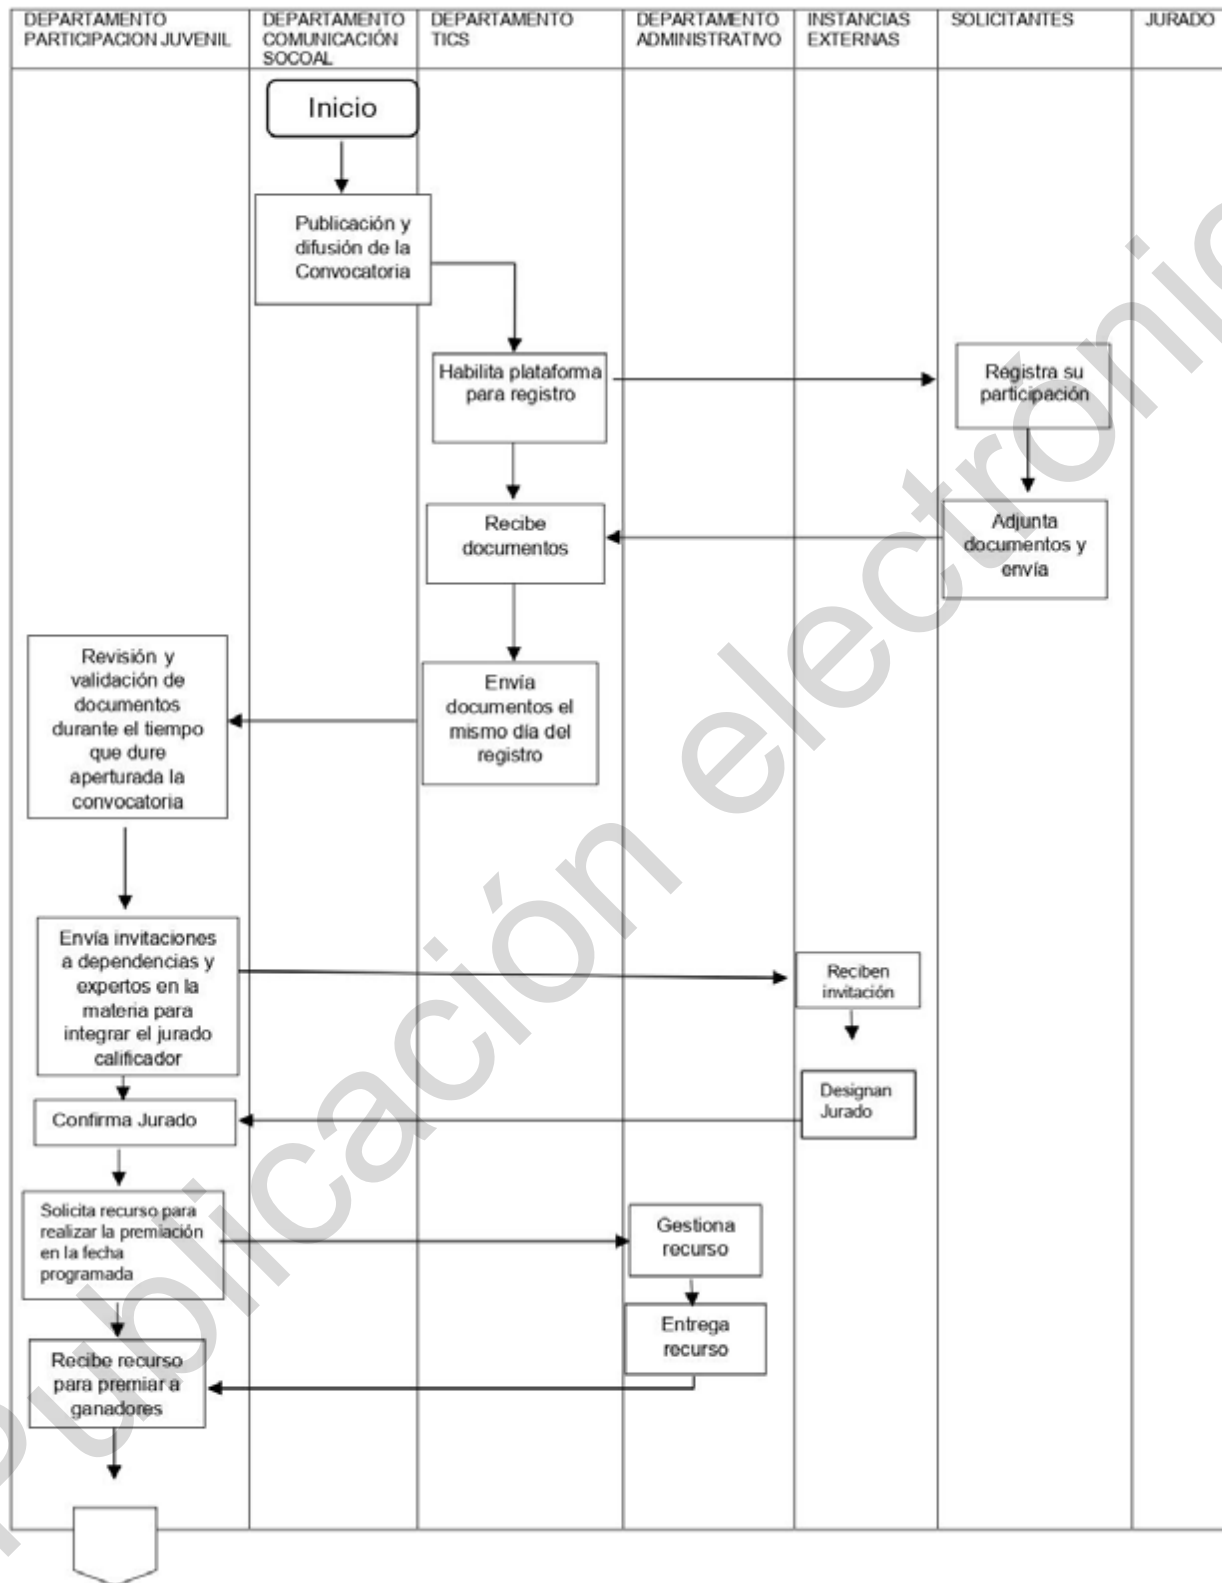 DEPARTAMENTO
PARTICIPACION JUVENIL
DEPARTAMENTO
COMUNICACIÓN
SOCOAL
DEPARTAMENTO
TICS
DEPARTAMENTO
ADMINISTRATIVO
INSTANCIAS
EXTERNAS
SOLICITANTES
JURADO
Inicio
Publicación y
difusión de la
Convocatoria
Habilita plataforma
para registro
Registra su
participación
Recibe
documentos
Adjunta
documentos y
envía
Revisión y
validación de
documentos
durante el tiempo
que dure
aperturada la
convocatoria
Envía
documentos el
mismo día del
registro
Envía invitaciones
a dependencias y
expertos en la
materia para
integrar el jurado
calificador
Reciben
invitación
Confirma Jurado
Designan
Jurado
Solicita recurso para
realizar la premiación
en la fecha
programada
Gestiona
recurso
Entrega
recurso
Recibe recurso
para premiar a
ganadores
Publicación electrónic